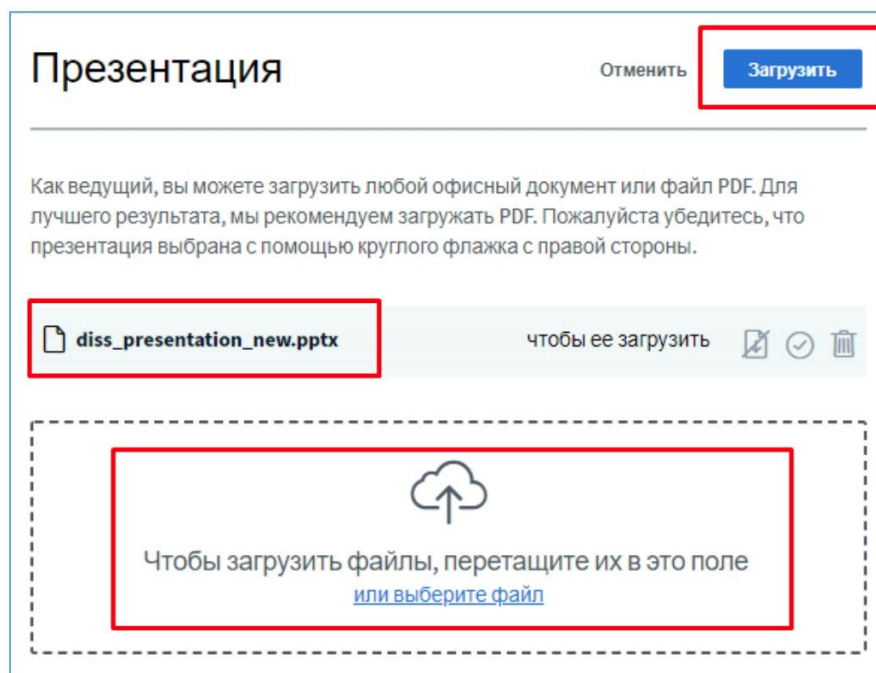 Презентация
Отменить
Загрузить
Как ведущий, вы можете загрузить любой офисный документ или файл PDF. Для
лучшего результата, мы рекомендуем загружать PDF. Пожалуйста убедитесь, что
презентация выбрана с помощью круглого флажка с правой стороны.
diss_presentation_new.pptx
чтобы ее загрузить
Чтобы загрузить файлы, перетащите их в это поле
или выберите файл